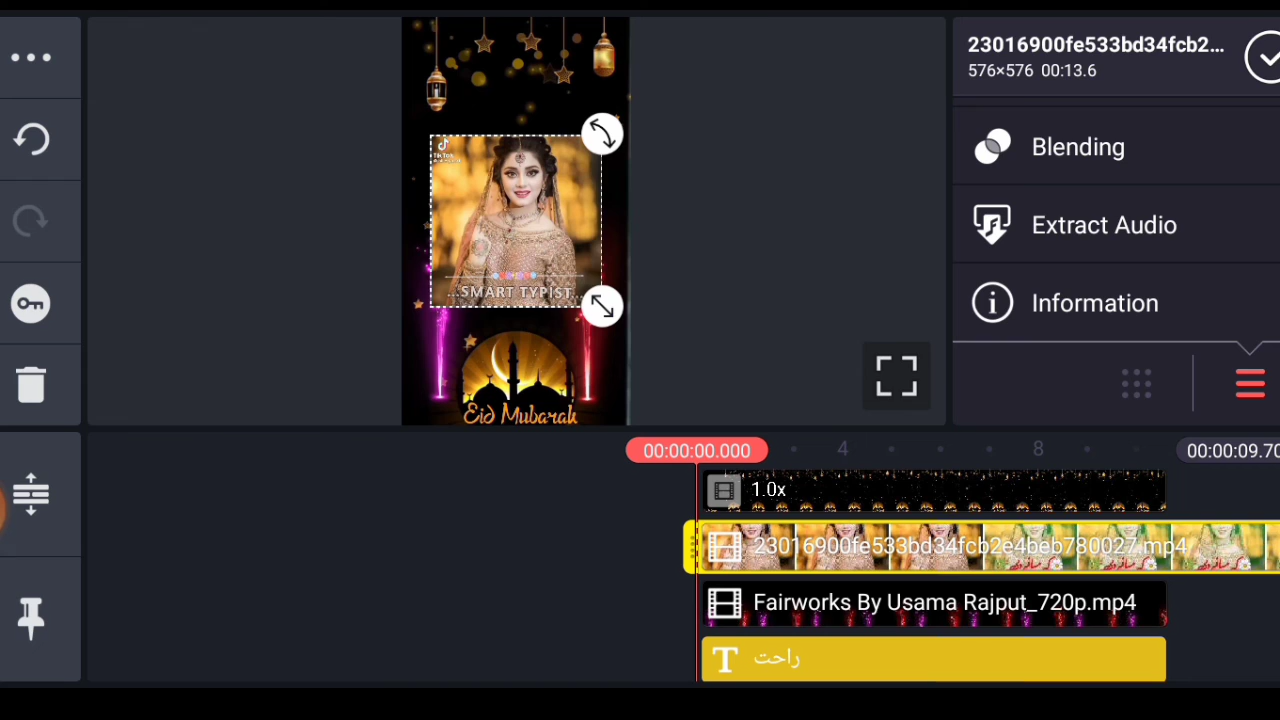 23016900fe533bd34fcb2...
576×576 00:13.6
Blending
Extract Audio
Information
TikTok
...SMART TYPIST...
Eid Mubarak
00:00:00.000
4
8
00:00:09.70
1.0x
23016900fe533bd34fcb2e4beb780027.mp4
Fairworks By Usama Rajput_720p.mp4
T راحت